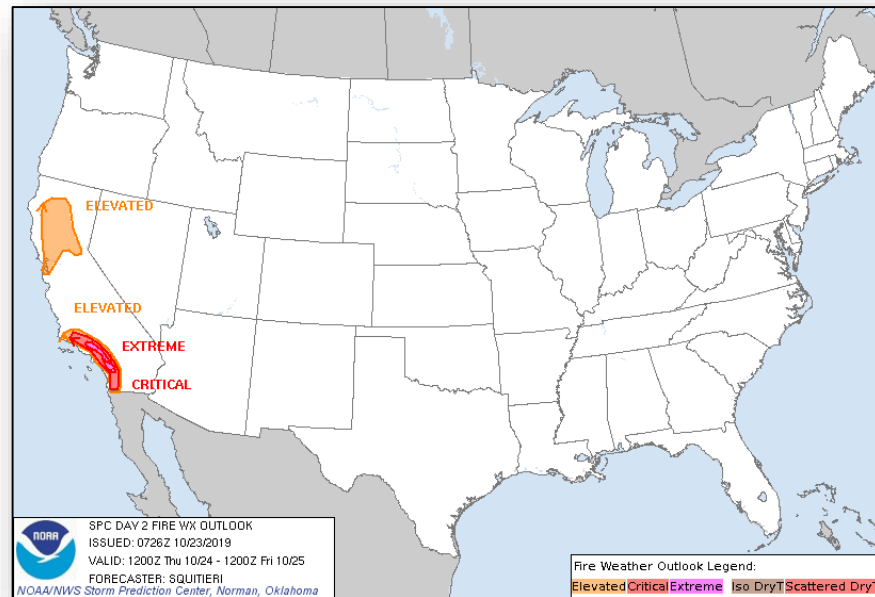 ELEVATED
ELEVATED
EXTREME
CRITICAL
NOAA
SPC DAY 2 FIRE WX OUTLOOK
ISSUED: 0726Z 10/23/2019
VALID: 1200Z Thu 10/24 - 1200Z Fri 10/25
FORECASTER: SQUITIERI
NOAA/NWS Storm Prediction Center, Norman, Oklahoma
Fire Weather Outlook Legend:
Elevated Critical Extreme Iso DryT Scattered DryT